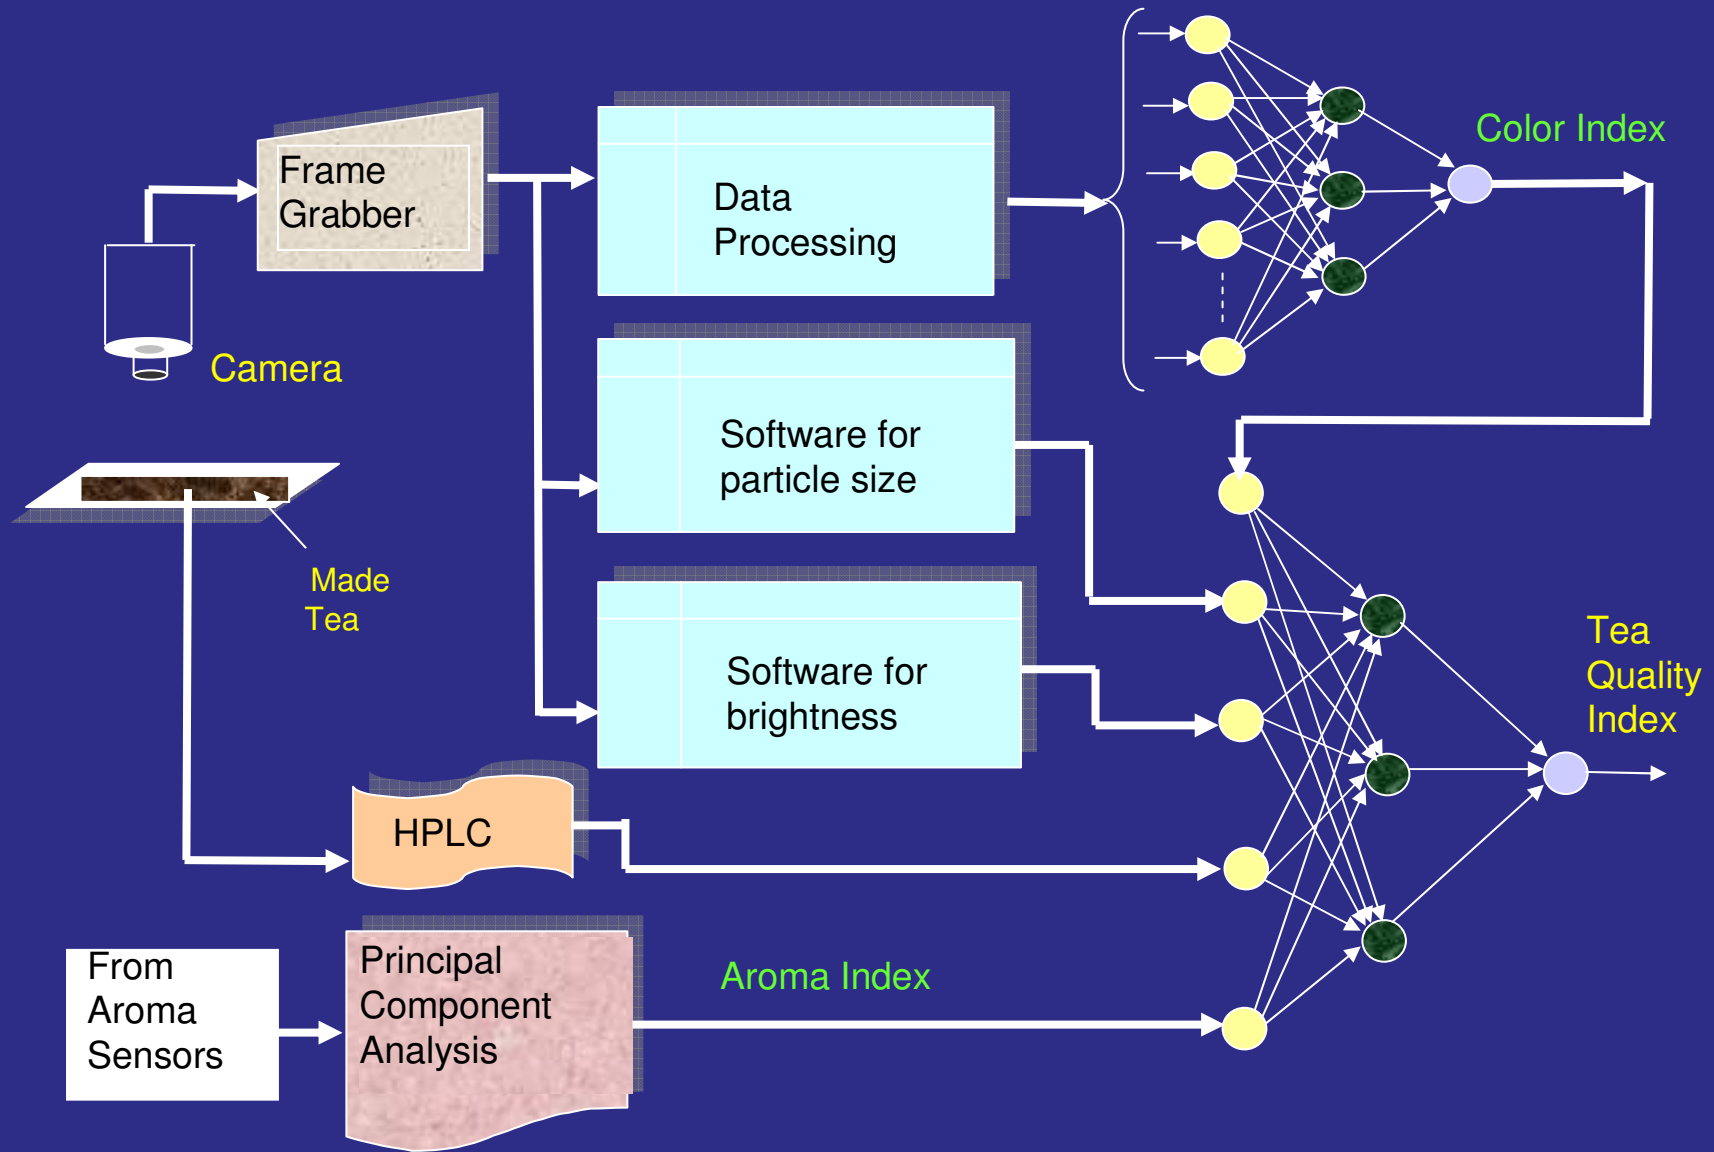 Frame
Grabber
Data
Processing
Color Index
Camera
Software for
particle size
Made
Tea
Software for
brightness
Tea
Quality
Index
HPLC
From
Aroma
Sensors
Principal
Component
Analysis
Aroma Index